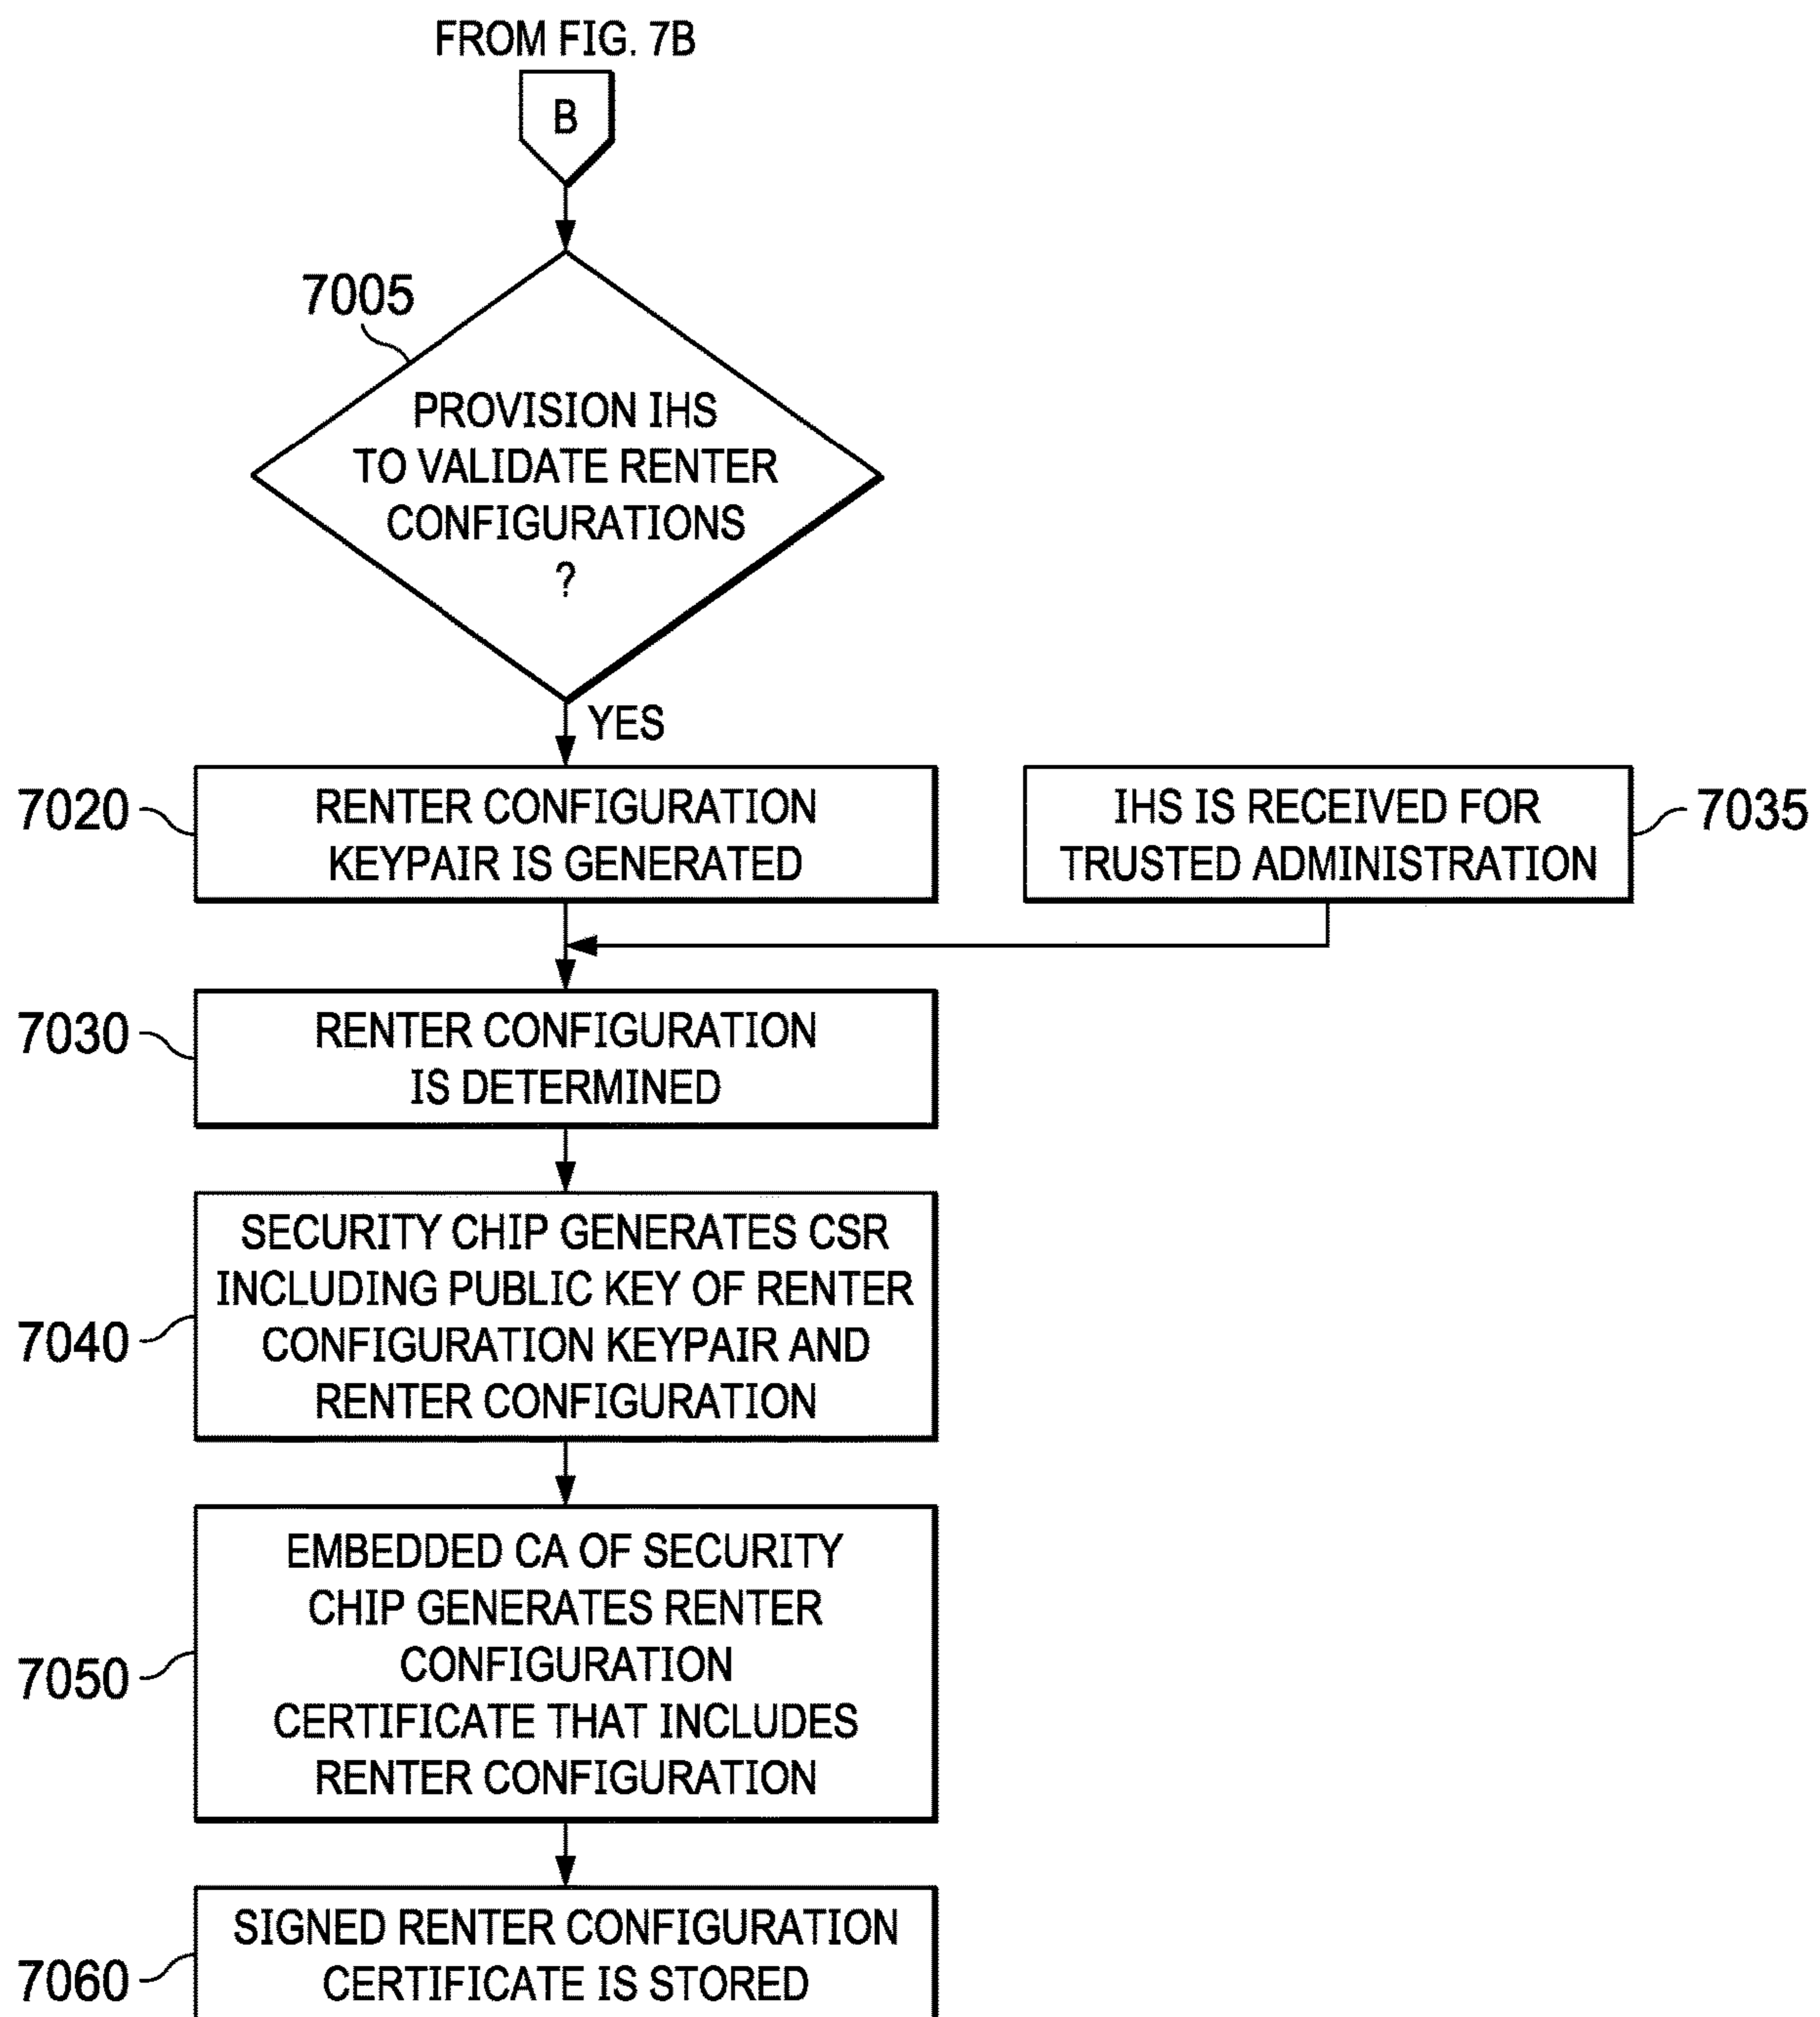 FROM FIG. 7B
B
7005
PROVISION IHS
TO VALIDATE RENTER
CONFIGURATIONS
?
YES
7020
RENTER CONFIGURATION
KEYPAIR IS GENERATED
IHS IS RECEIVED FOR
TRUSTED ADMINISTRATION
7035
7030
RENTER CONFIGURATION
IS DETERMINED
7040
SECURITY CHIP GENERATES CSR
INCLUDING PUBLIC KEY OF RENTER
CONFIGURATION KEYPAIR AND
RENTER CONFIGURATION
7050
EMBEDDED CA OF SECURITY
CHIP GENERATES RENTER
CONFIGURATION
CERTIFICATE THAT INCLUDES
RENTER CONFIGURATION
7060
SIGNED RENTER CONFIGURATION
CERTIFICATE IS STORED